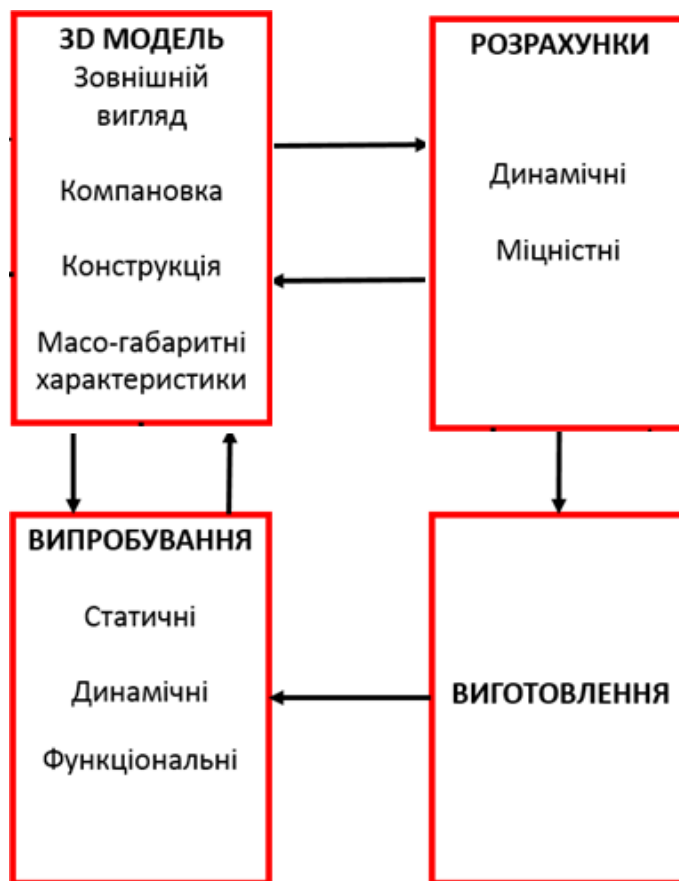 3D МОДЕЛЬ
Зовнішній
вигляд
Компановка
Конструкція
Масо-габаритні
характеристики
РОЗРАХУНКИ
Динамічні
Міцністні
ВИПРОБУВАННЯ
Статичні
Динамічні
Функціональні
ВИГОТОВЛЕННЯ